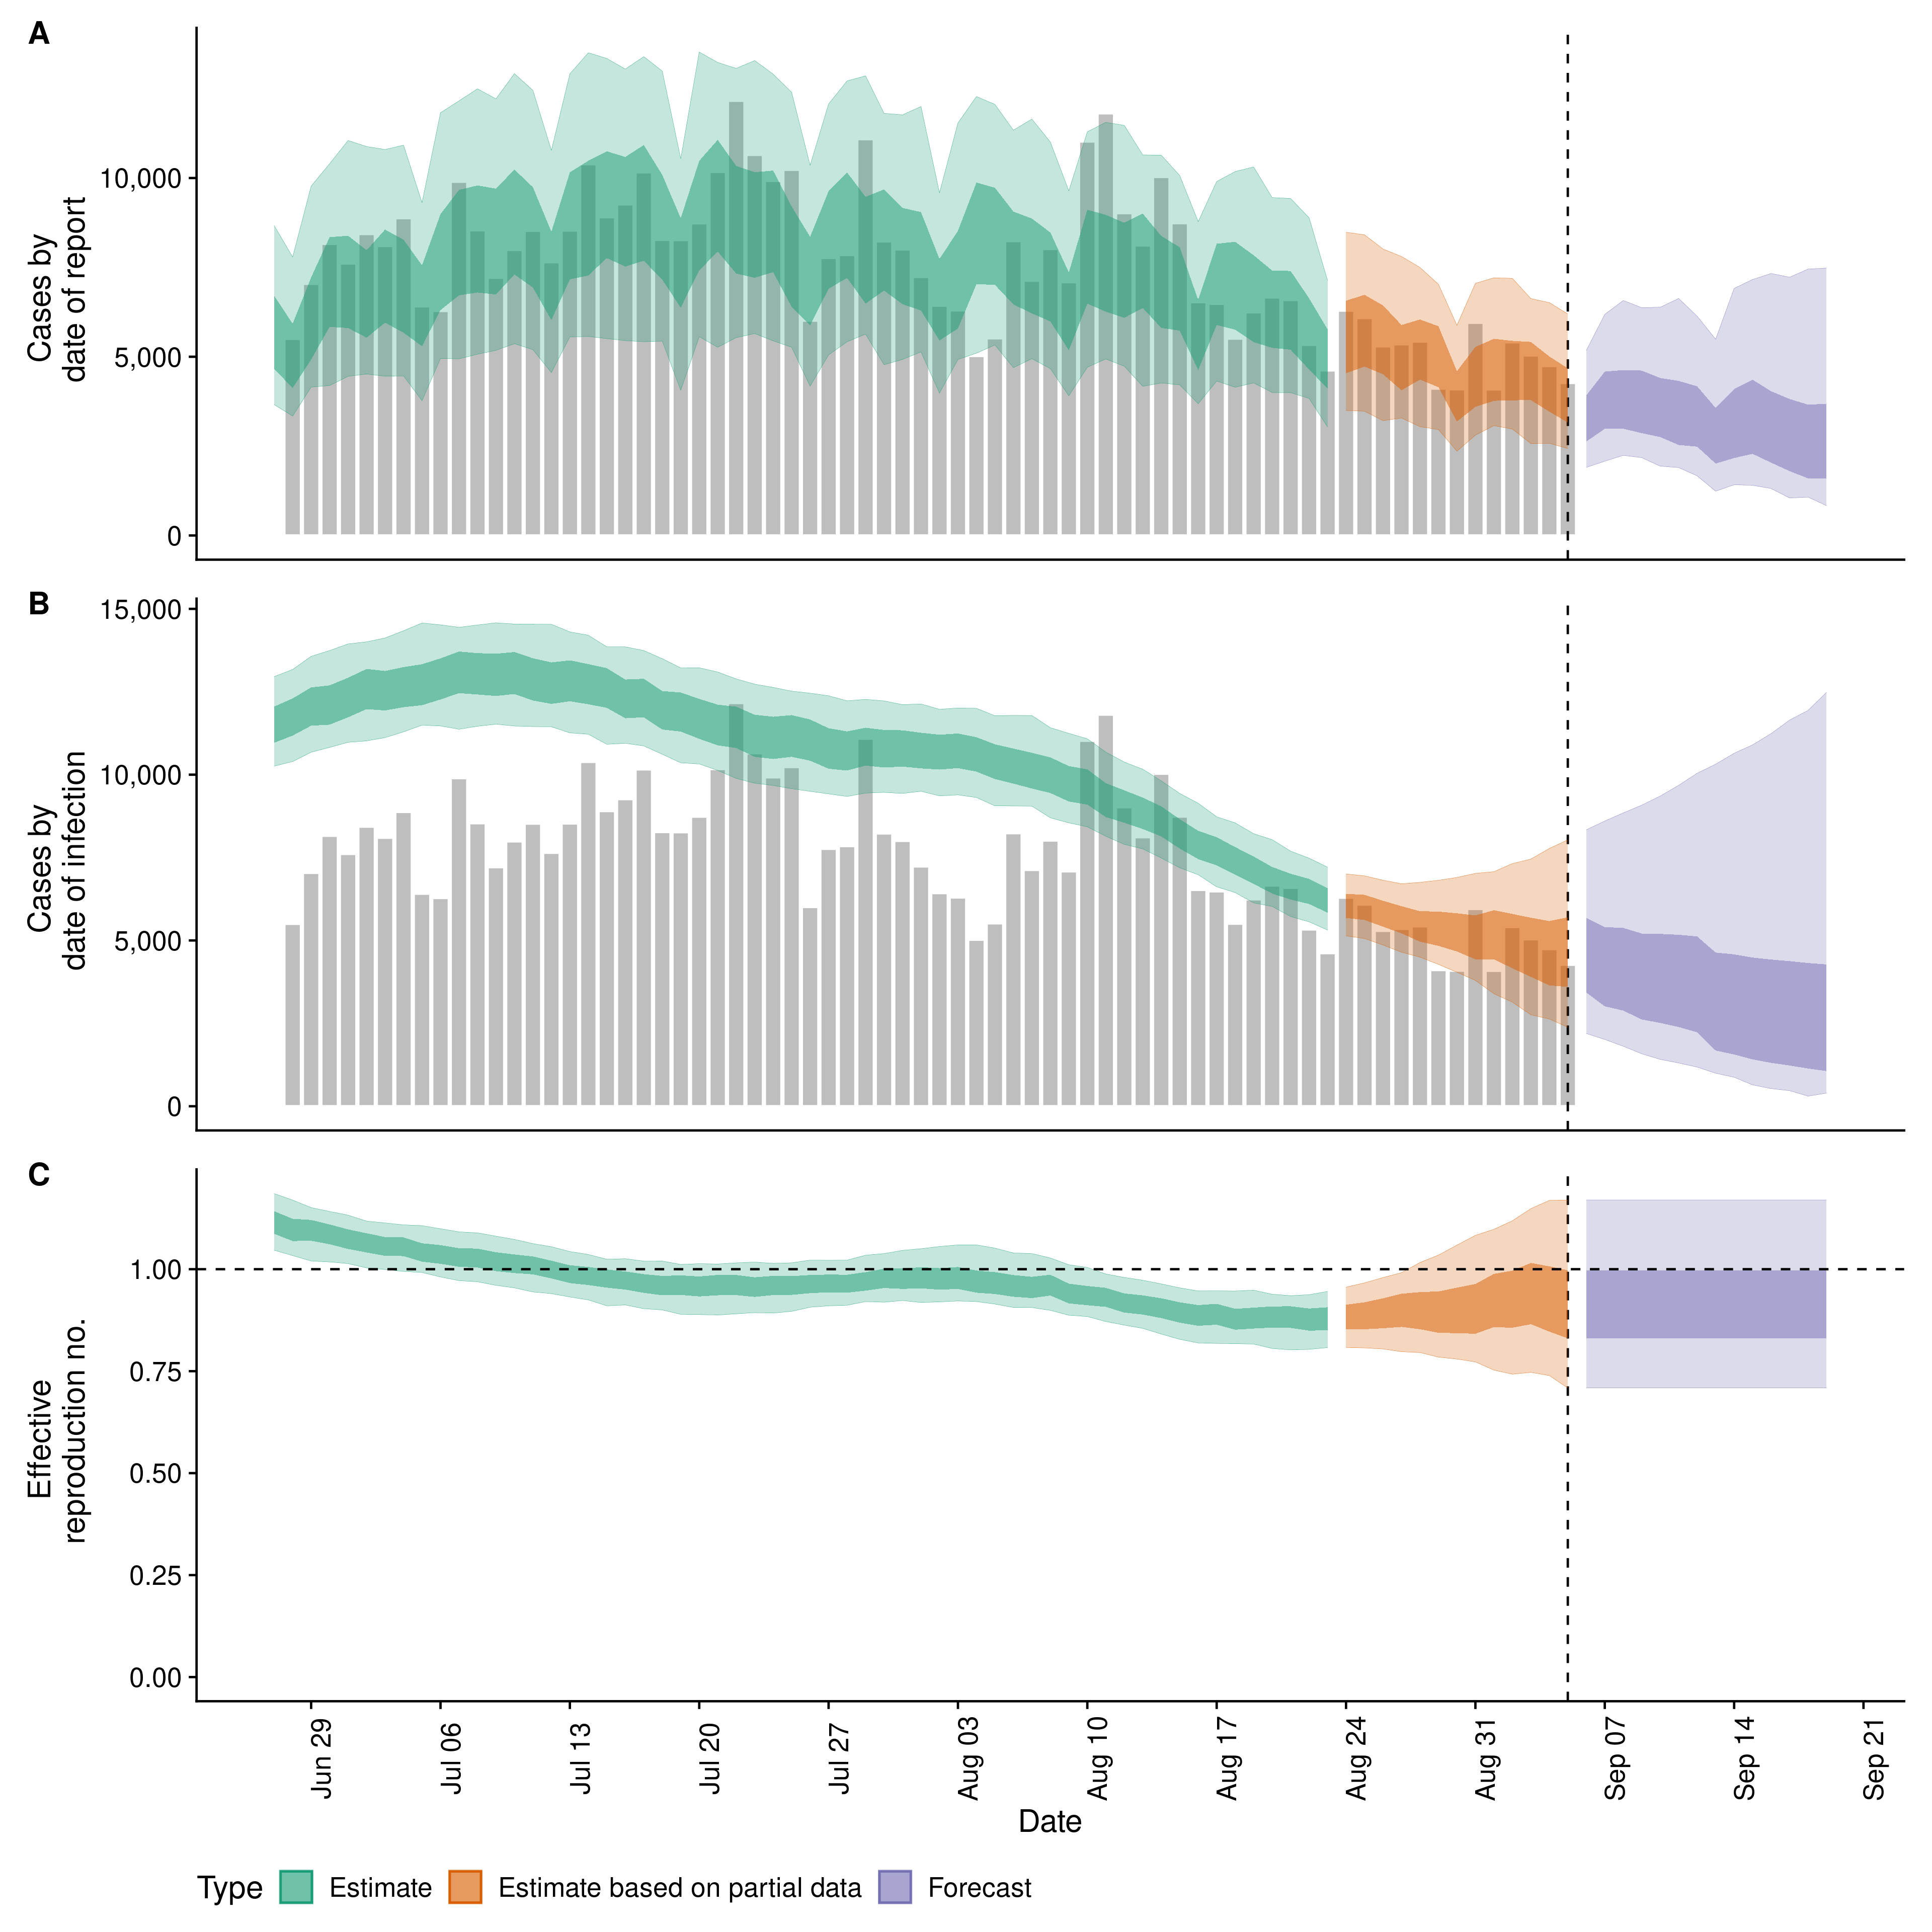 A
Cases by
date of report
10,000
5,000
0
B
Cases by
date of infection
15,000
10,000
5,000
0
C
Effective
reproduction no.
1.00
0.75
0.50
0.25
0.00
Jun 29
Jul 06
Jul 13
Jul 20
Jul 27
Aug 03
Aug 10
Aug 17
Aug 24
Aug 31
Sep 07
Sep 14
Sep 21
Date
Type Estimate Estimate based on partial data Forecast